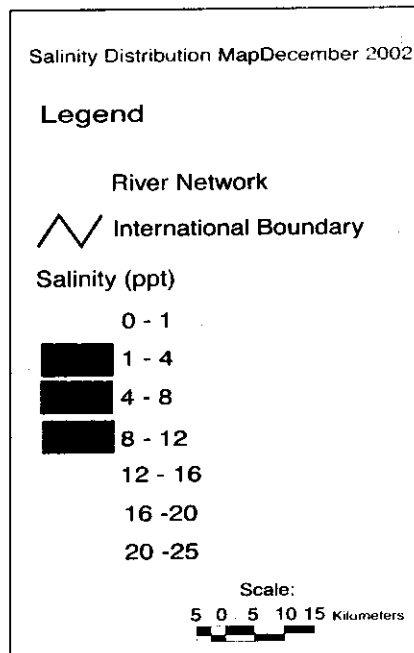 Salinity Distribution MapDecember 2002
Legend
River Network
International Boundary
Salinity (ppt)
0 - 1
1 - 4
4 - 8
8 - 12
12 - 16
16 -20
20 -25
Scale:
5 0 5 10 15 Kilometers